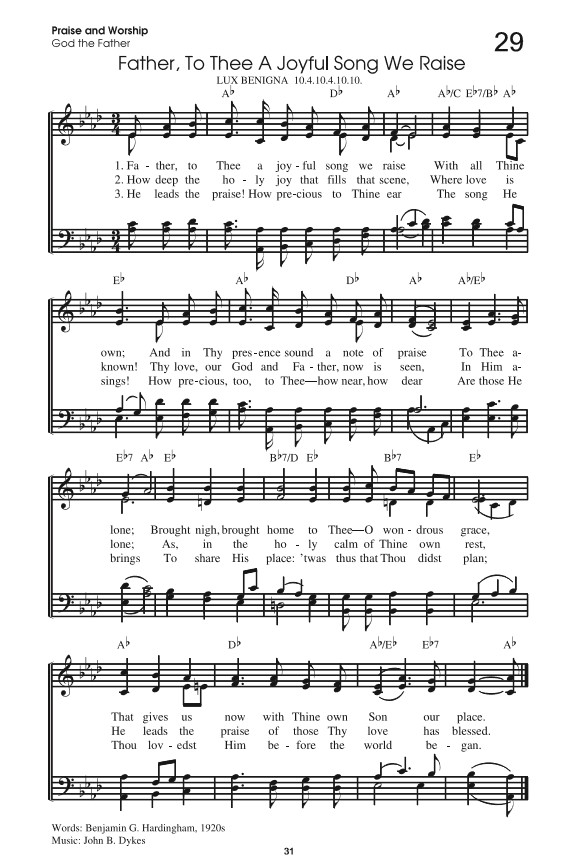 Praise and Worship
God the Father
29
Father, To Thee A Joyful Song We Raise
LUX BENIGNA 10.4.10.4.10.10.
A♭ D♭ A♭ A♭/C E♭7/B♭ A♭
3/4
1. Fa - ther, to Thee a joy - ful song we raise With all Thine
2. How deep the ho - ly joy that fills that scene, Where love is
3. He leads the praise! How pre-cious to Thine ear The song He
3/4
E♭ A♭ D♭ A♭ A♭/E♭
own; And in Thy pres-ence sound a note of praise To Thee a-
known! Thy love, our God and Fa - ther, now is seen, In Him a-
sings! How pre-cious, too, to Thee—how near, how dear Are those He
E♭7 A♭ E♭ B♭7/D E♭ B♭7 E♭
lone; Brought nigh, brought home to Thee—O won - drous grace,
lone; As, in the ho - ly calm of Thine own rest,
brings To share His place: 'twas thus that Thou didst plan;
A♭ D♭ A♭/E♭ E♭7 A♭
That gives us now with Thine own Son our place.
He leads the praise of those Thy love has blessed.
Thou lov - edst Him be - fore the world be - gan.
Words: Benjamin G. Hardingham, 1920s
Music: John B. Dykes
31